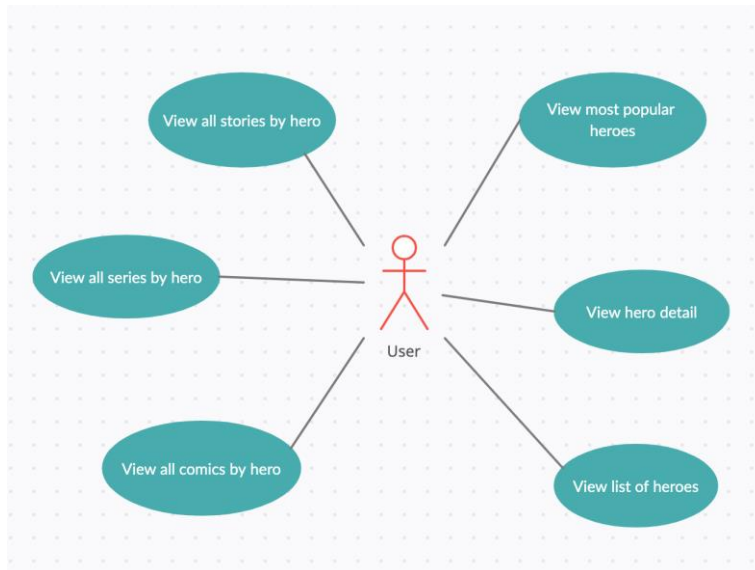 View all stories by hero
View most popular
heroes
View all series by hero
View hero detail
User
View all comics by hero
View list of heroes